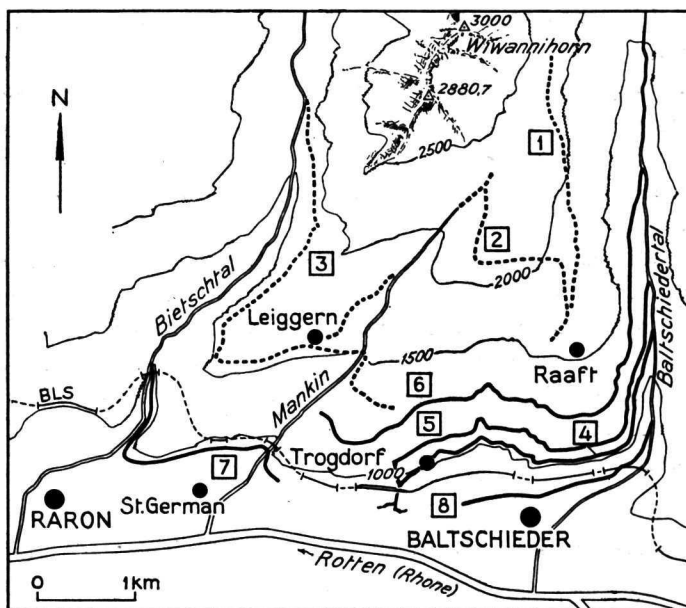 3000
Wiwannihorn
2880,7
N
2500
1
2
2000
3
Bietschtal
Leiggern
Baltschiedertal
1500
Raaft
BLS
Mankin
6
5
4
Trogdorf
1000
7
RARON
St.German
8
BALTSCHIEDER
← Rotten (Rhone)
0 1km